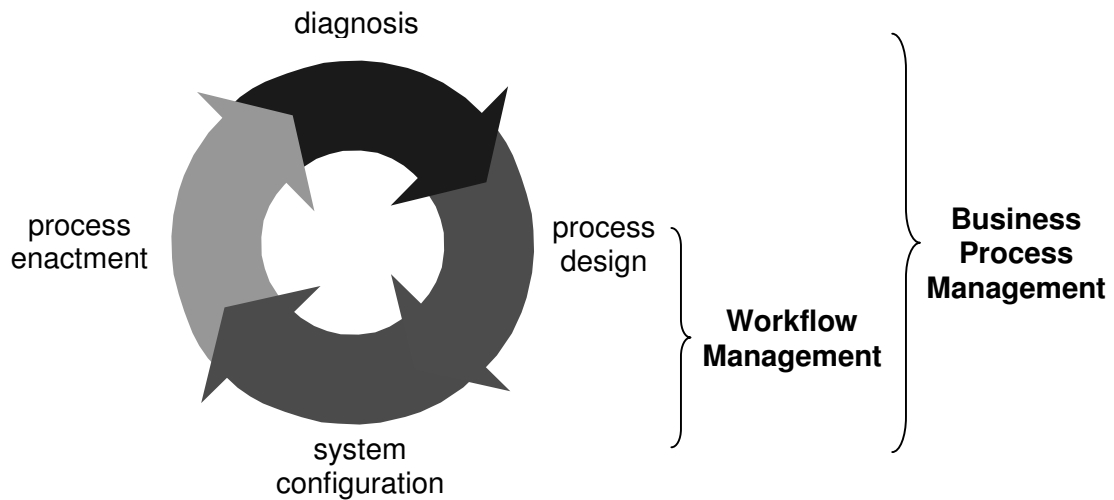 diagnosis
process
enactment
process
design
system
configuration
Workflow
Management
Business
Process
Management